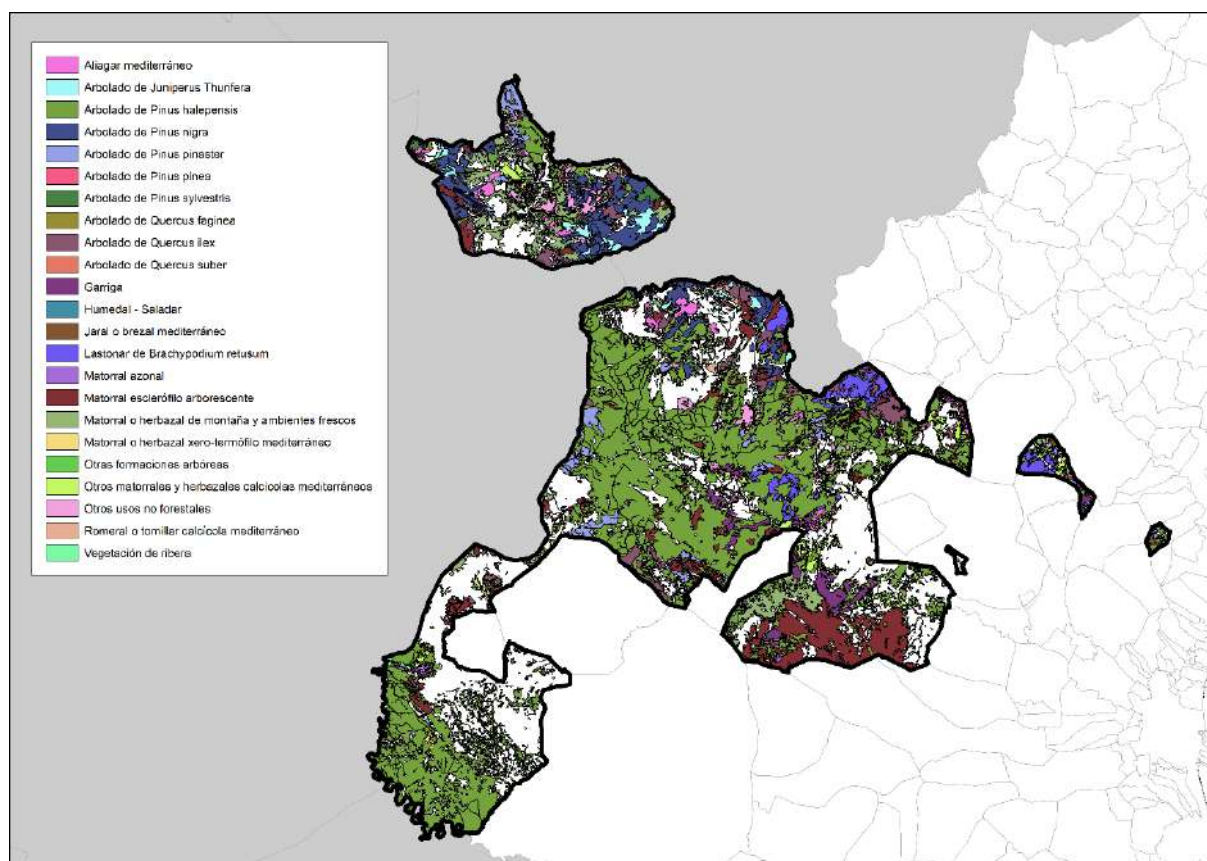 Aliagar mediterráneo
Arbolado de Juniperus Thurifera
Arbolado de Pinus halepensis
Arbolado de Pinus nigra
Arbolado de Pinus pinaster
Arbolado de Pinus pinea
Arbolado de Pinus sylvestris
Arbolado de Quercus faginea
Arbolado de Quercus ilex
Arbolado de Quercus suber
Garriga
Humedal - Saladar
Jaral o brezal mediterráneo
Lastonar de Brachypodium retusum
Matorral azonal
Matorral esclerófilo arborescente
Matorral o herbazal de montaña y ambientes frescos
Matorral o herbazal xero-termófilo mediterráneo
Otras formaciones arbóreas
Otros matorrales y herbazales calcícolas mediterráneos
Otros usos no forestales
Romeral o tomillar calcícola mediterráneo
Vegetación de ribera